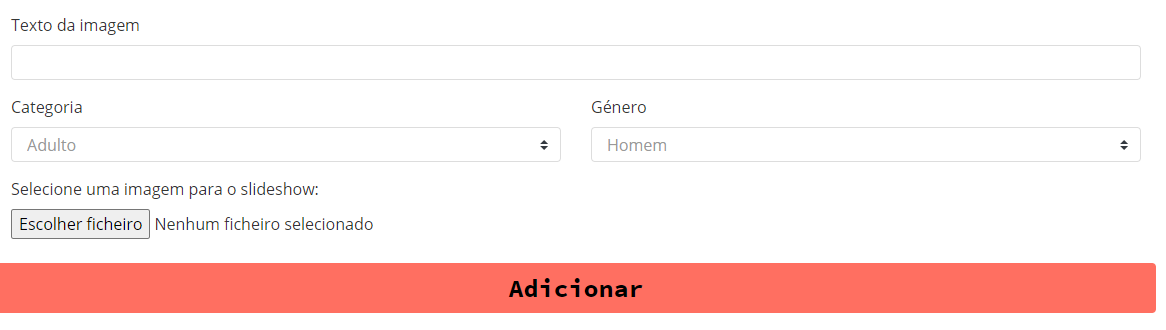 Texto da imagem
Categoria
Género
Adulto
Homem
Selecione uma imagem para o slideshow:
Escolher ficheiro Nenhum ficheiro selecionado
Adicionar